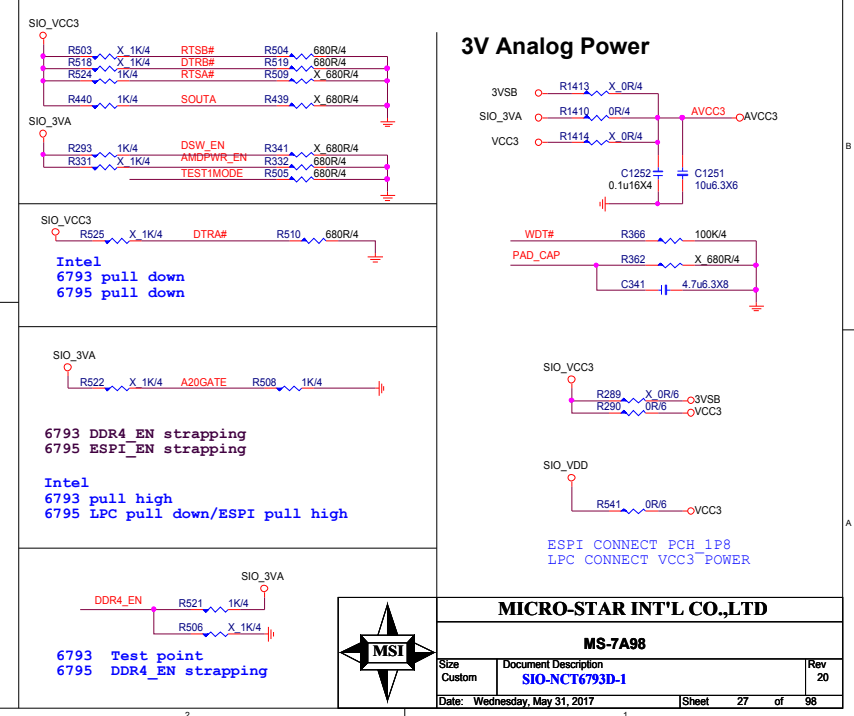 SIO_VCC3
R503 X_1K/4 RTSB# R504 680R/4
R518 X_1K/4 DTRB# R519 680R/4
R524 1K/4 RTSA# R509 X_680R/4
R440 1K/4 SOUTA R439 X_680R/4
SIO_3VA
R293 1K/4 DSW_EN R341 X_680R/4
R331 X_1K/4 AMDPWR_EN R332 680R/4
TEST1MODE R505 680R/4
SIO_VCC3
R525 X_1K/4 DTRA# R510 680R/4
Intel
6793 pull down
6795 pull down
SIO_3VA
R522 X_1K/4 A20GATE R508 1K/4
6793 DDR4_EN strapping
6795 ESPI_EN strapping
Intel
6793 pull high
6795 LPC pull down/ESPI pull high
SIO_3VA
DDR4_EN R521 1K/4
R506 X_1K/4
6793 Test point
6795 DDR4_EN strapping
3V Analog Power
3VSB R1413 X_0R/4
SIO_3VA R1410 0R/4 AVCC3 AVCC3
VCC3 R1414 X_0R/4
C1252 C1251
0.1u16X4 10u6.3X6
WDT# R366 100K/4
PAD_CAP R362 X_680R/4
C341 4.7u6.3X8
SIO_VCC3
R289 X_0R/6 3VSB
R290 0R/6 VCC3
SIO_VDD
R541 0R/6 VCC3
ESPI CONNECT PCH_1P8
LPC CONNECT VCC3 POWER
B
A
MSI
MICRO-STAR INT'L CO.,LTD
MS-7A98
Size Document Description Rev
Custom SIO-NCT6793D-1 20
Date: Wednesday, May 31, 2017 Sheet 27 of 98
2 1